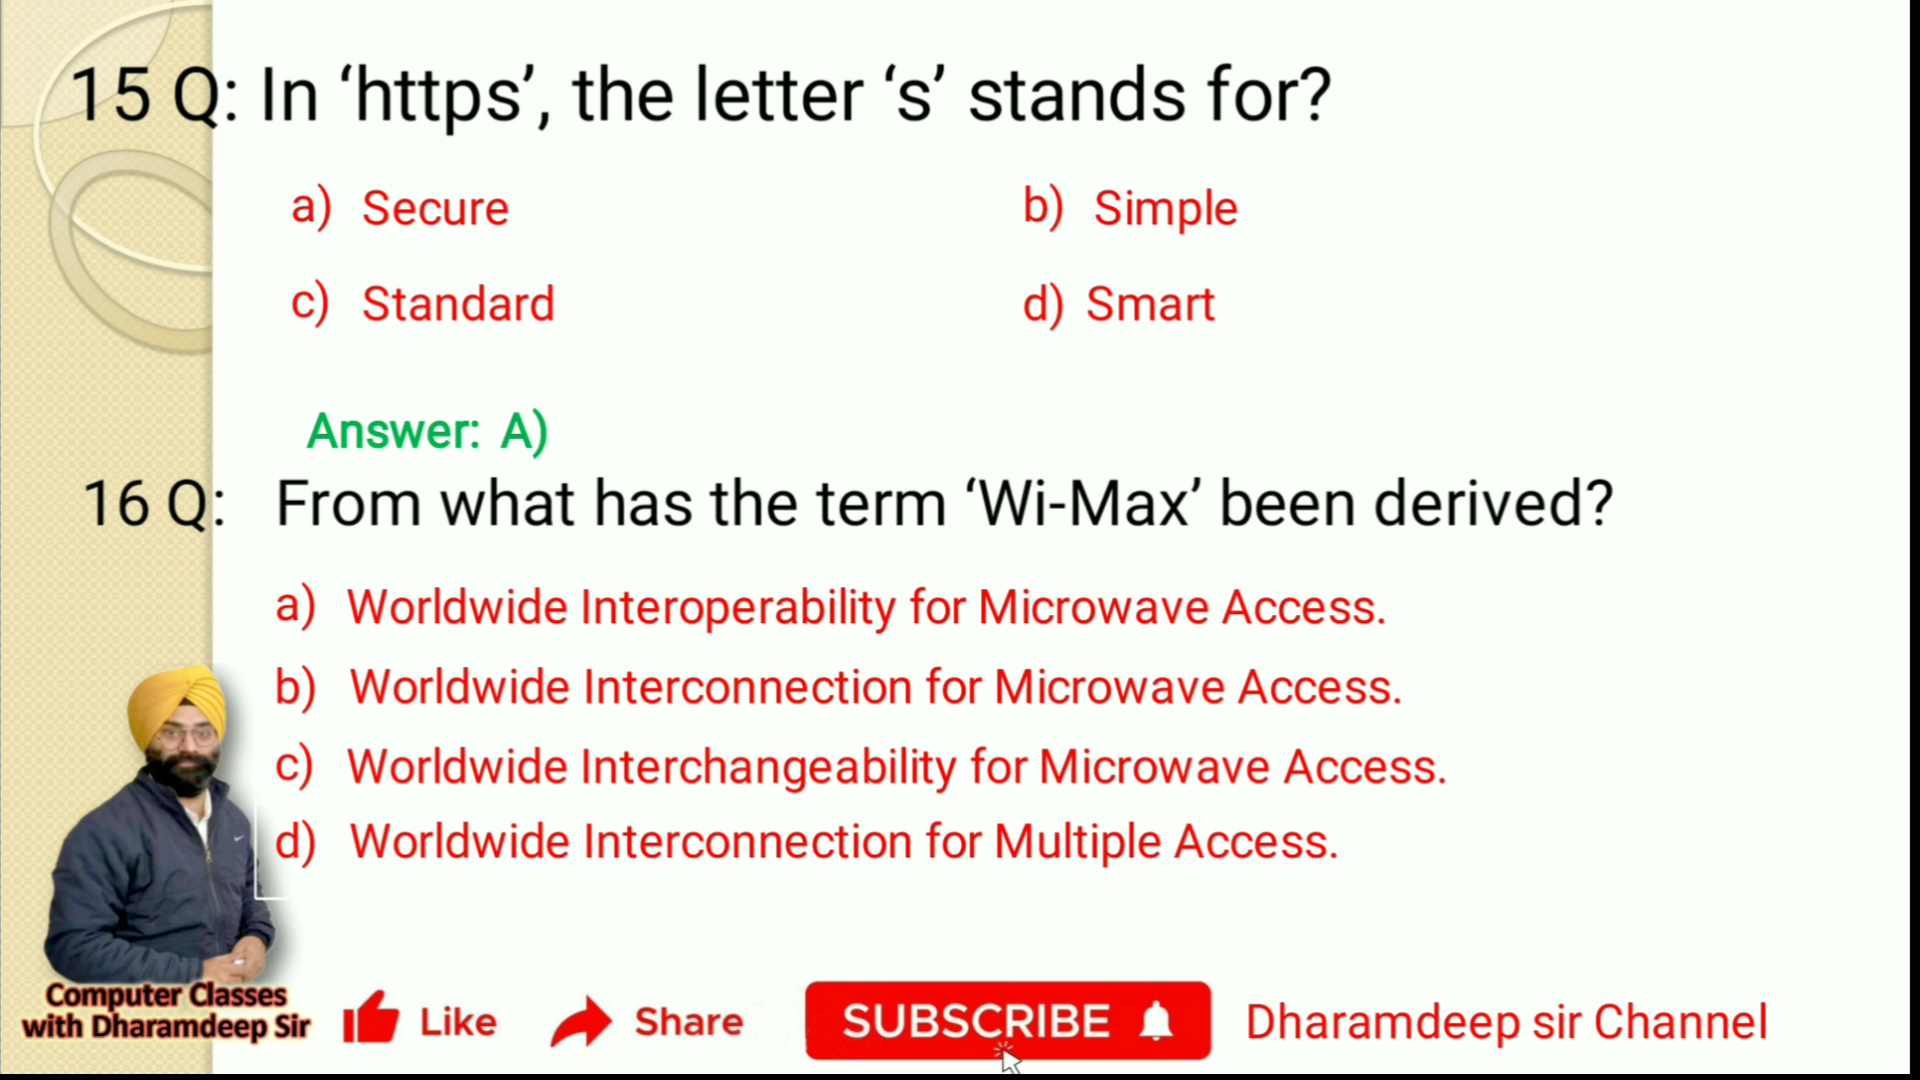 15 Q: In ‘https’, the letter ‘s’ stands for?
a) Secure
b) Simple
c) Standard
d) Smart
Answer: A)
16 Q: From what has the term ‘Wi-Max’ been derived?
a) Worldwide Interoperability for Microwave Access.
b) Worldwide Interconnection for Microwave Access.
c) Worldwide Interchangeability for Microwave Access.
d) Worldwide Interconnection for Multiple Access.
Computer Classes
with Dharamdeep Sir
Like
Share
SUBSCRIBE
Dharamdeep sir Channel